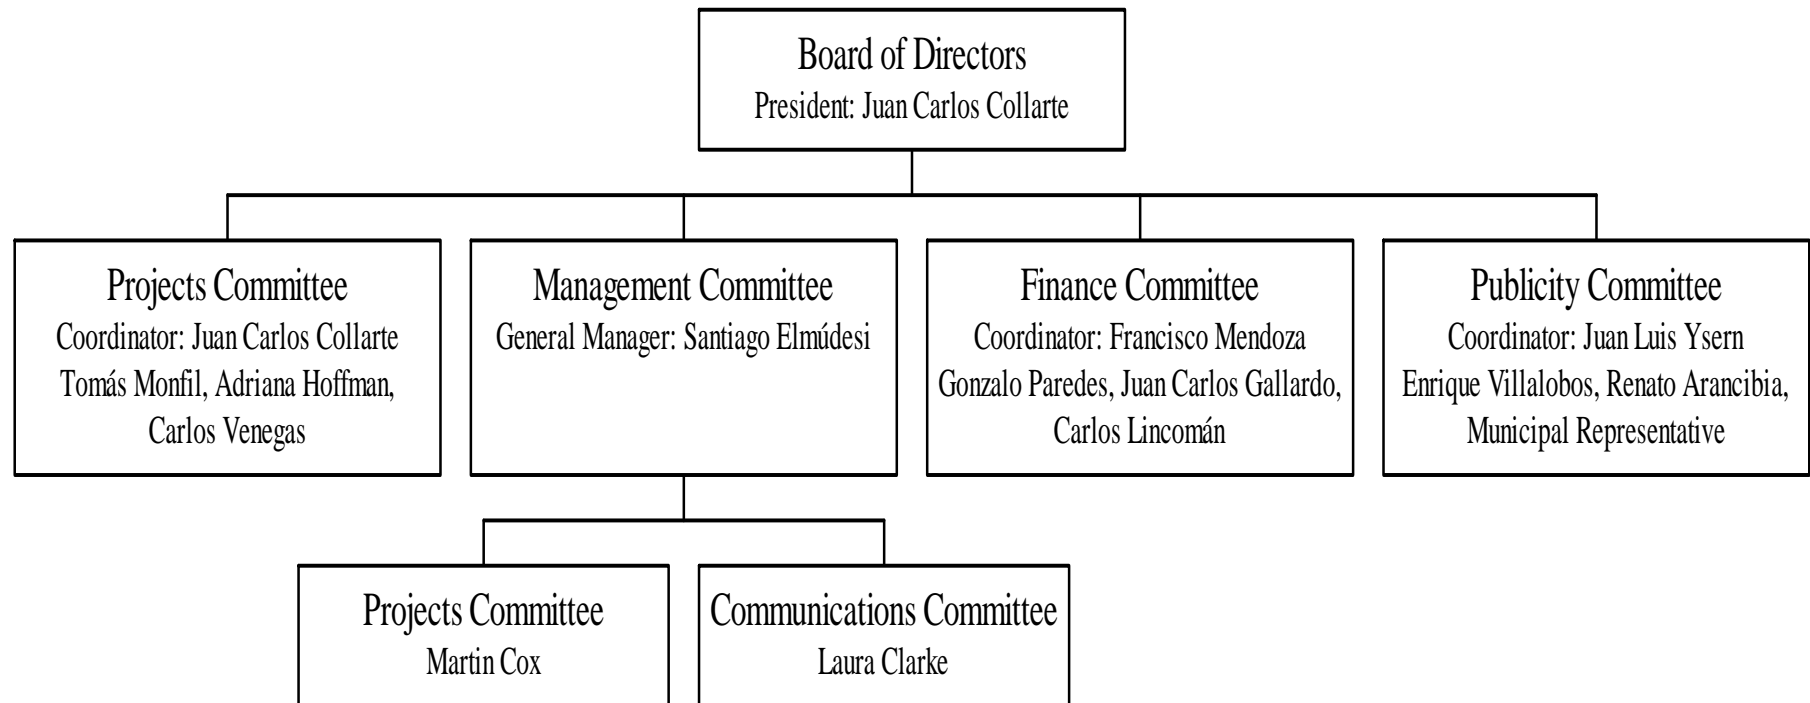 Board of Directors
President: Juan Carlos Collarte
Projects Committee
Coordinator: Juan Carlos Collarte
Tomás Monfil, Adriana Hoffman,
Carlos Venegas
Management Committee
General Manager: Santiago Elmúdesi
Finance Committee
Coordinator: Francisco Mendoza
Gonzalo Paredes, Juan Carlos Gallardo,
Carlos Lincomán
Publicity Committee
Coordinator: Juan Luis Ysern
Enrique Villalobos, Renato Arancibia,
Municipal Representative
Projects Committee
Martin Cox
Communications Committee
Laura Clarke